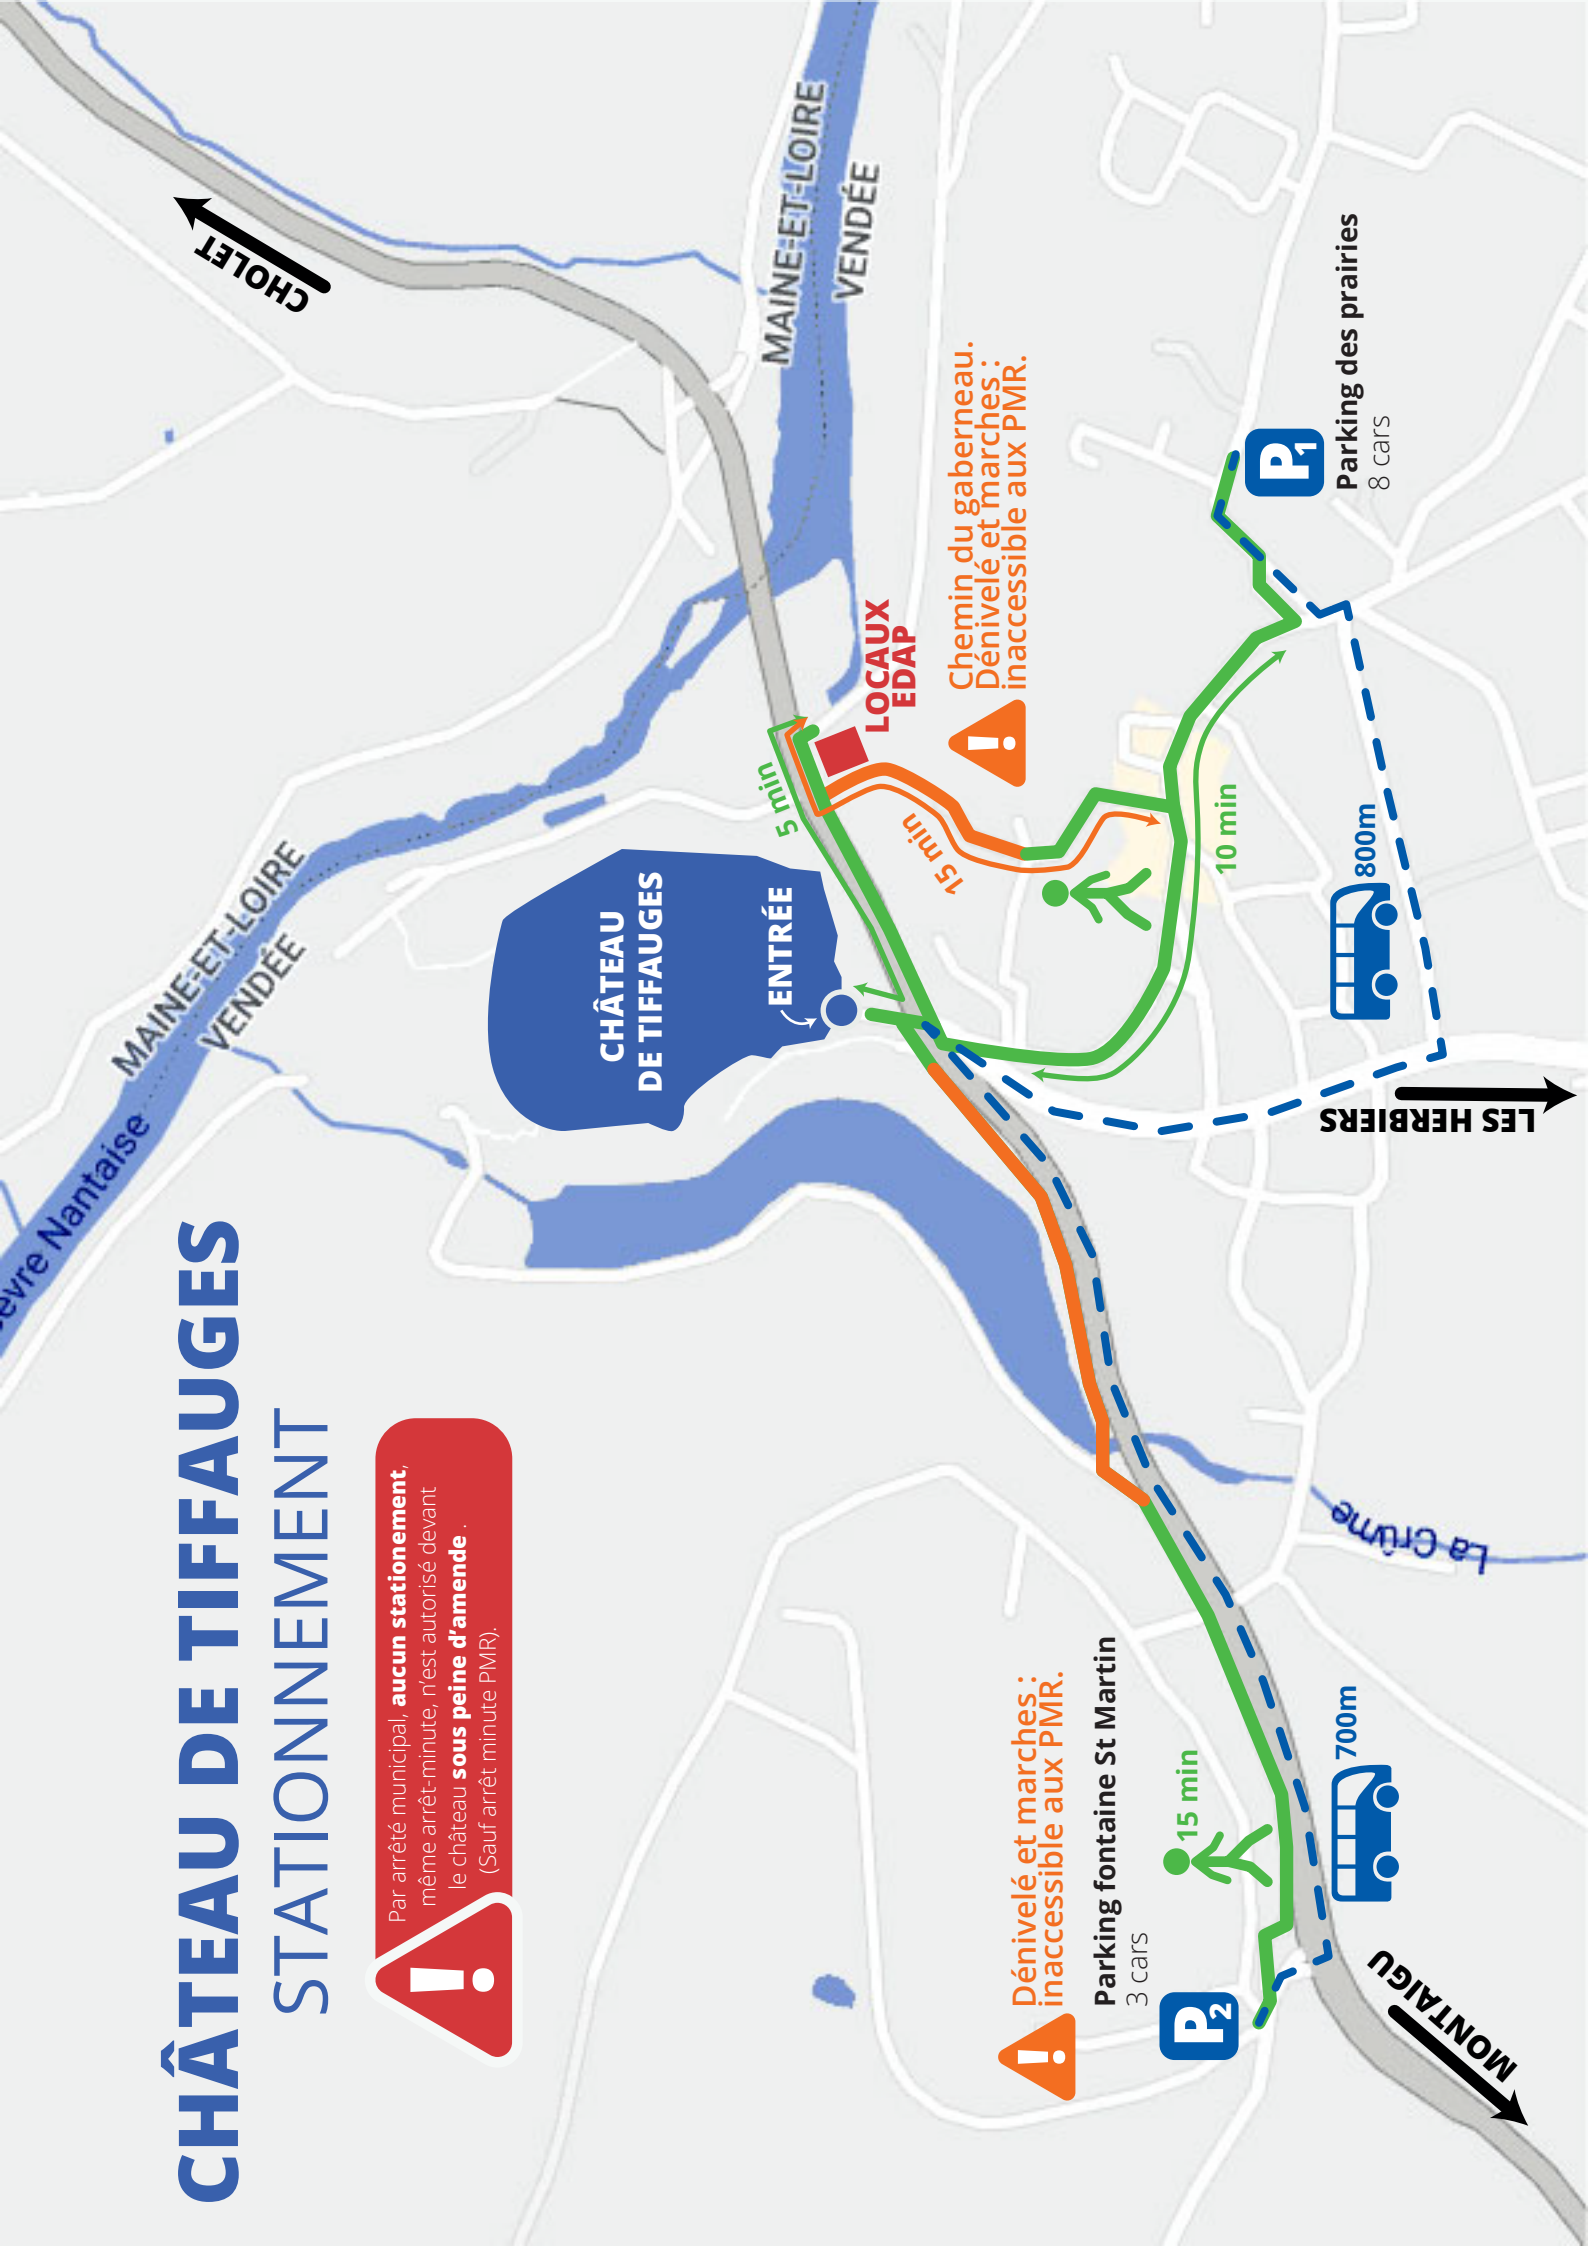 CHÂTEAU DE TIFFAUGES
STATIONNEMENT
Par arrêté municipal, aucun stationement,
même arrêt-minute, n'est autorisé devant
le château sous peine d'amende .
(Sauf arrêt minute PMR).
MAINE-ET-LOIRE
VENDÉE
CHOLET
MAINE-ET-LOIRE
VENDÉE
CHÂTEAU
DE TIFFAUGES
ENTRÉE
5 min
LOCAUX
EDAP
15 min
Chemin du gaberneau.
Dénivelé et marches :
inaccessible aux PMR.
10 min
P1
Parking des prairies
8 cars
800m
LES HERBIERS
La Crûme
Dénivelé et marches :
inaccessible aux PMR.
Parking fontaine St Martin
3 cars
P2
15 min
700m
MONTAIGU
Nantaise